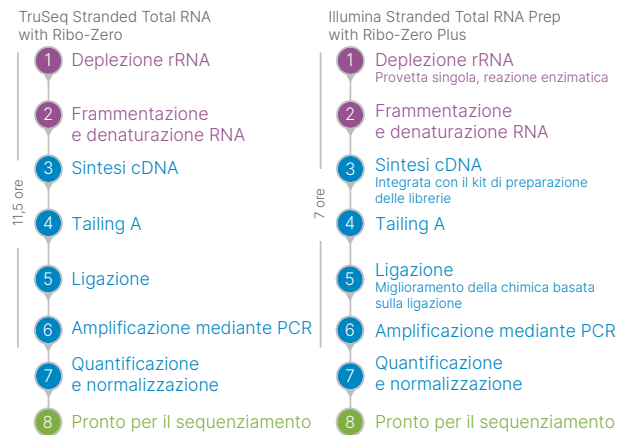 TruSeq Stranded Total RNA
with Ribo-Zero
1 Deplezione rRNA
2 Frammentazione
e denaturazione RNA
3 Sintesi cDNA
11,5 ore
4 Tailing A
5 Ligazione
6 Amplificazione mediante PCR
7 Quantificazione
e normalizzazione
8 Pronto per il sequenziamento
Illumina Stranded Total RNA Prep
with Ribo-Zero Plus
1 Deplezione rRNA
Provetta singola, reazione enzimatica
2 Frammentazione
e denaturazione RNA
3 Sintesi cDNA
Integrata con il kit di preparazione
delle librerie
7 ore
4 Tailing A
5 Ligazione
Miglioramento della chimica basata
sulla ligazione
6 Amplificazione mediante PCR
7 Quantificazione
e normalizzazione
8 Pronto per il sequenziamento